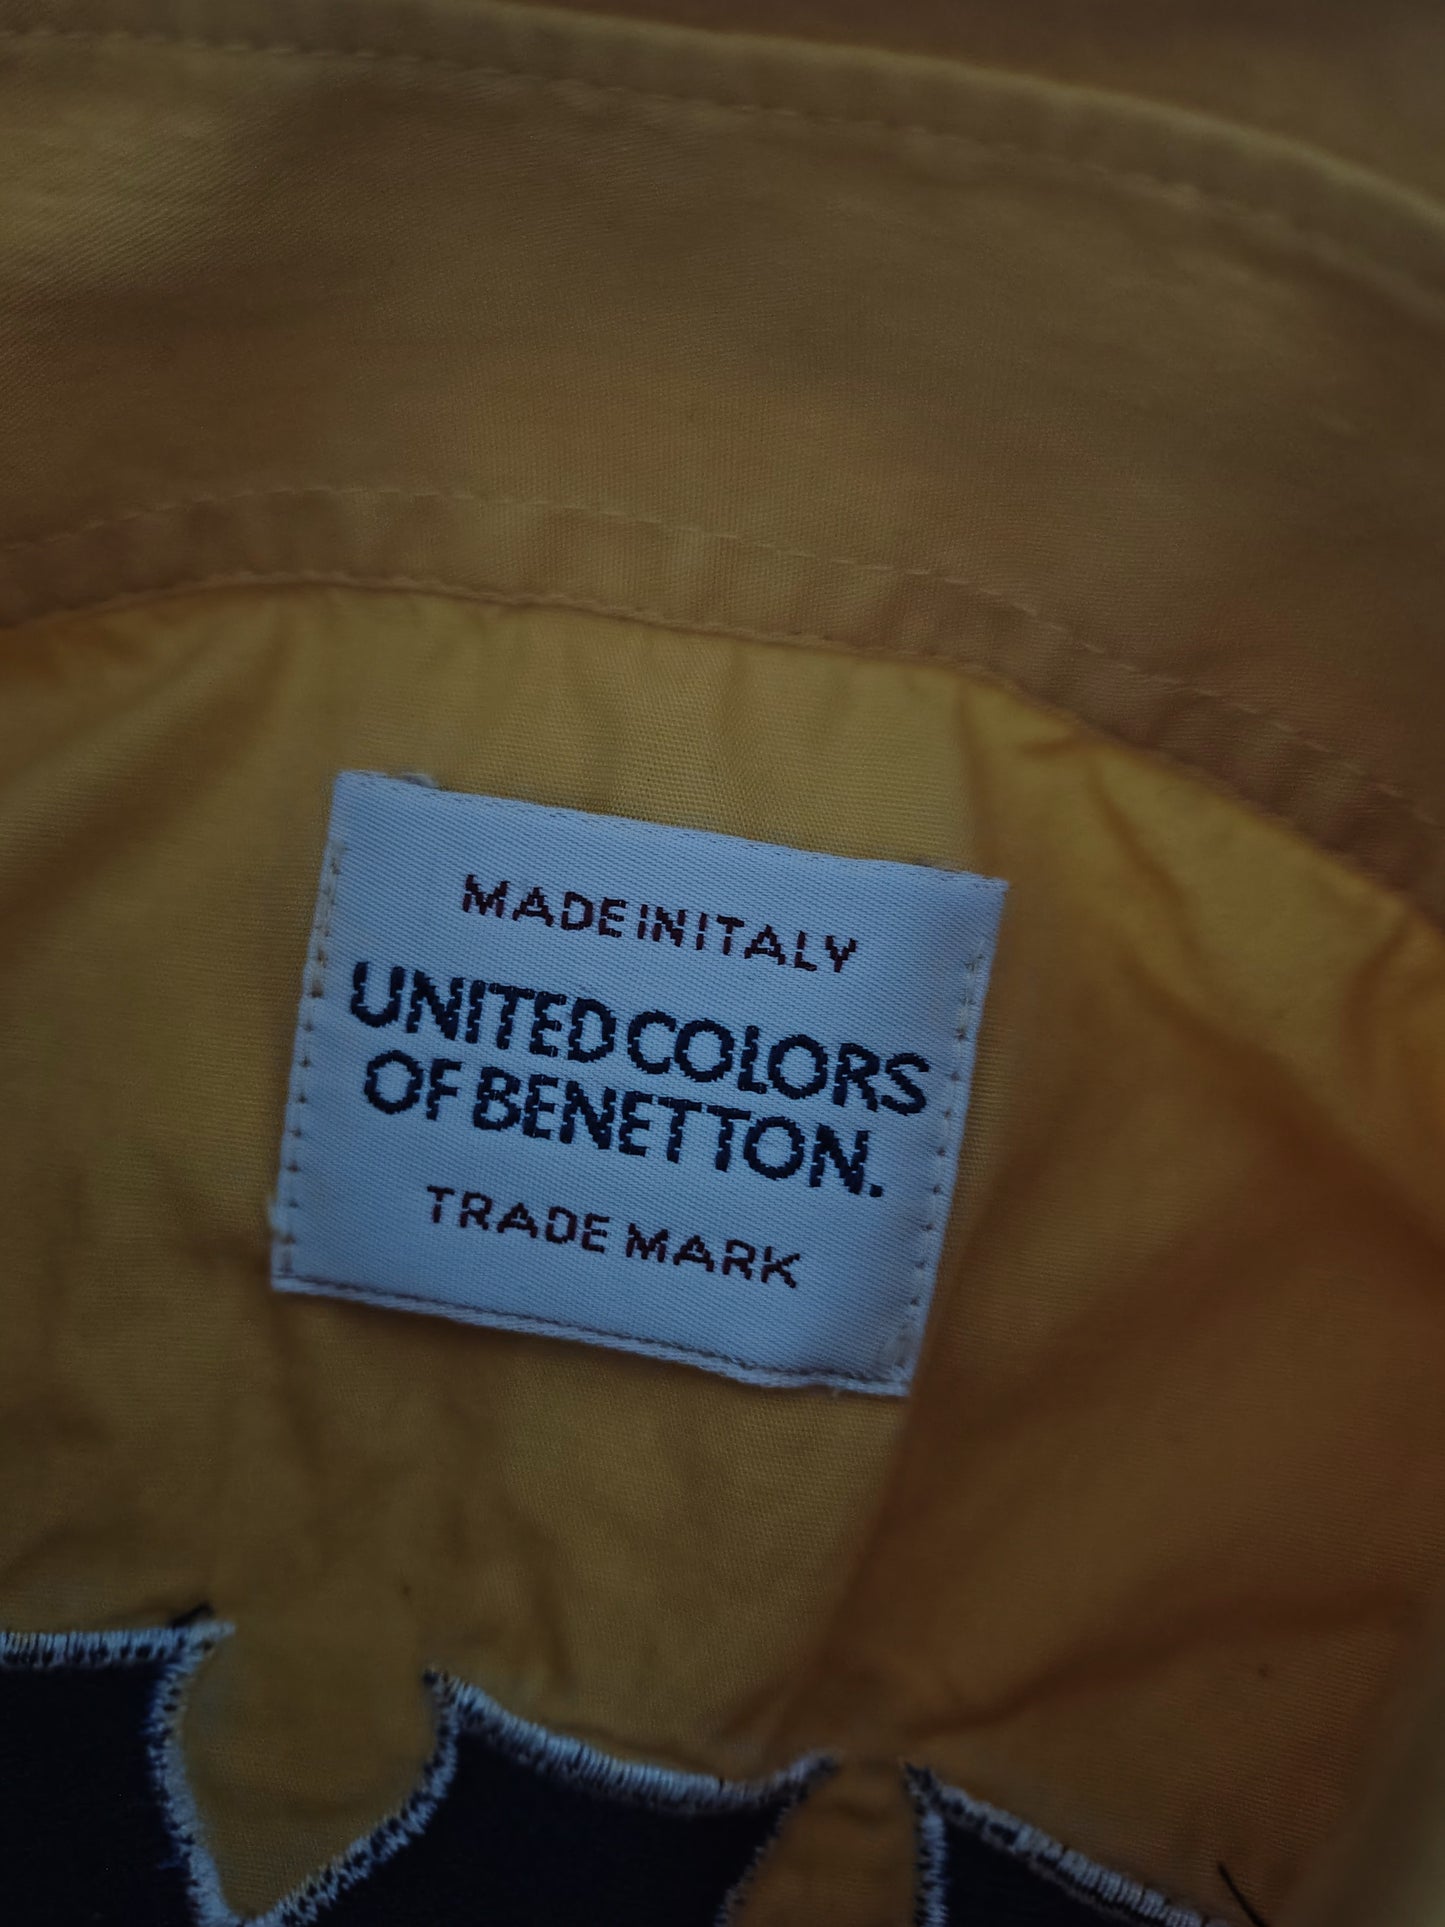 MADE IN ITALY
UNITED COLORS
OF BENETTON.
TRADE MARK